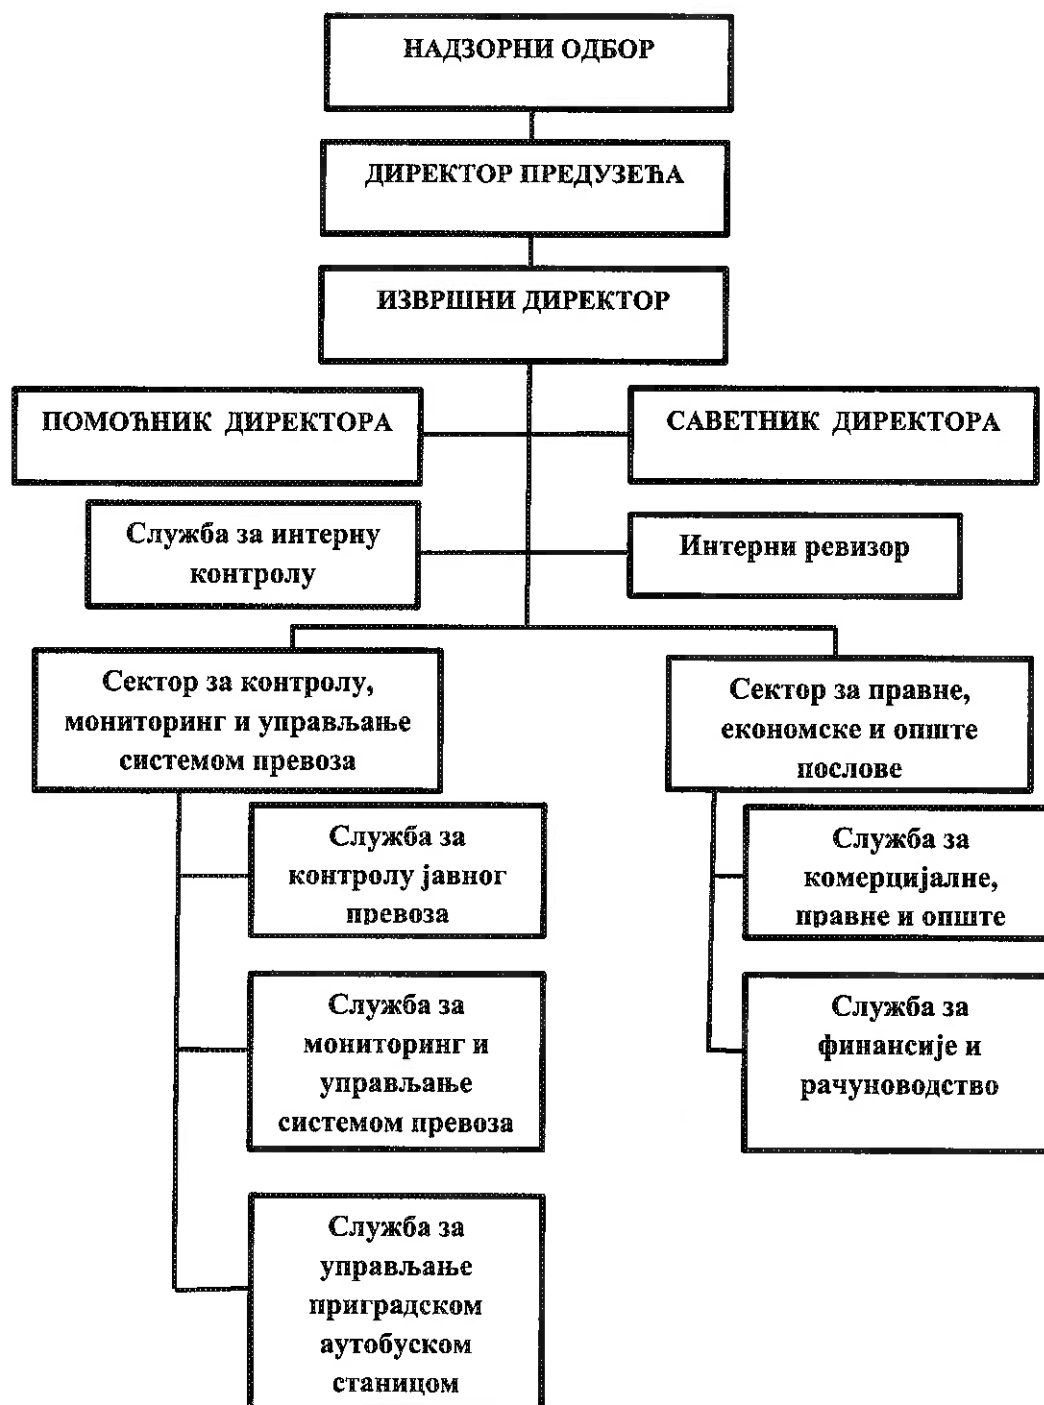 НАДЗОРНИ ОДБОР
ДИРЕКТОР ПРЕДУЗЕЋА
ИЗВРШНИ ДИРЕКТОР
ПОМОЋНИК ДИРЕКТОРА
САВЕТНИК ДИРЕКТОРА
Служба за интерну
контролу
Интерни ревизор
Сектор за контролу,
мониторинг и управљање
системом превоза
Сектор за правне,
економске и опште
послове
Служба за
контролу јавног
превоза
Служба за
комерцијалне,
правне и опште
Служба за
мониторинг и
управљање
системом превоза
Служба за
финансије и
рачуноводство
Служба за
управљање
приградском
аутобуском
станицом